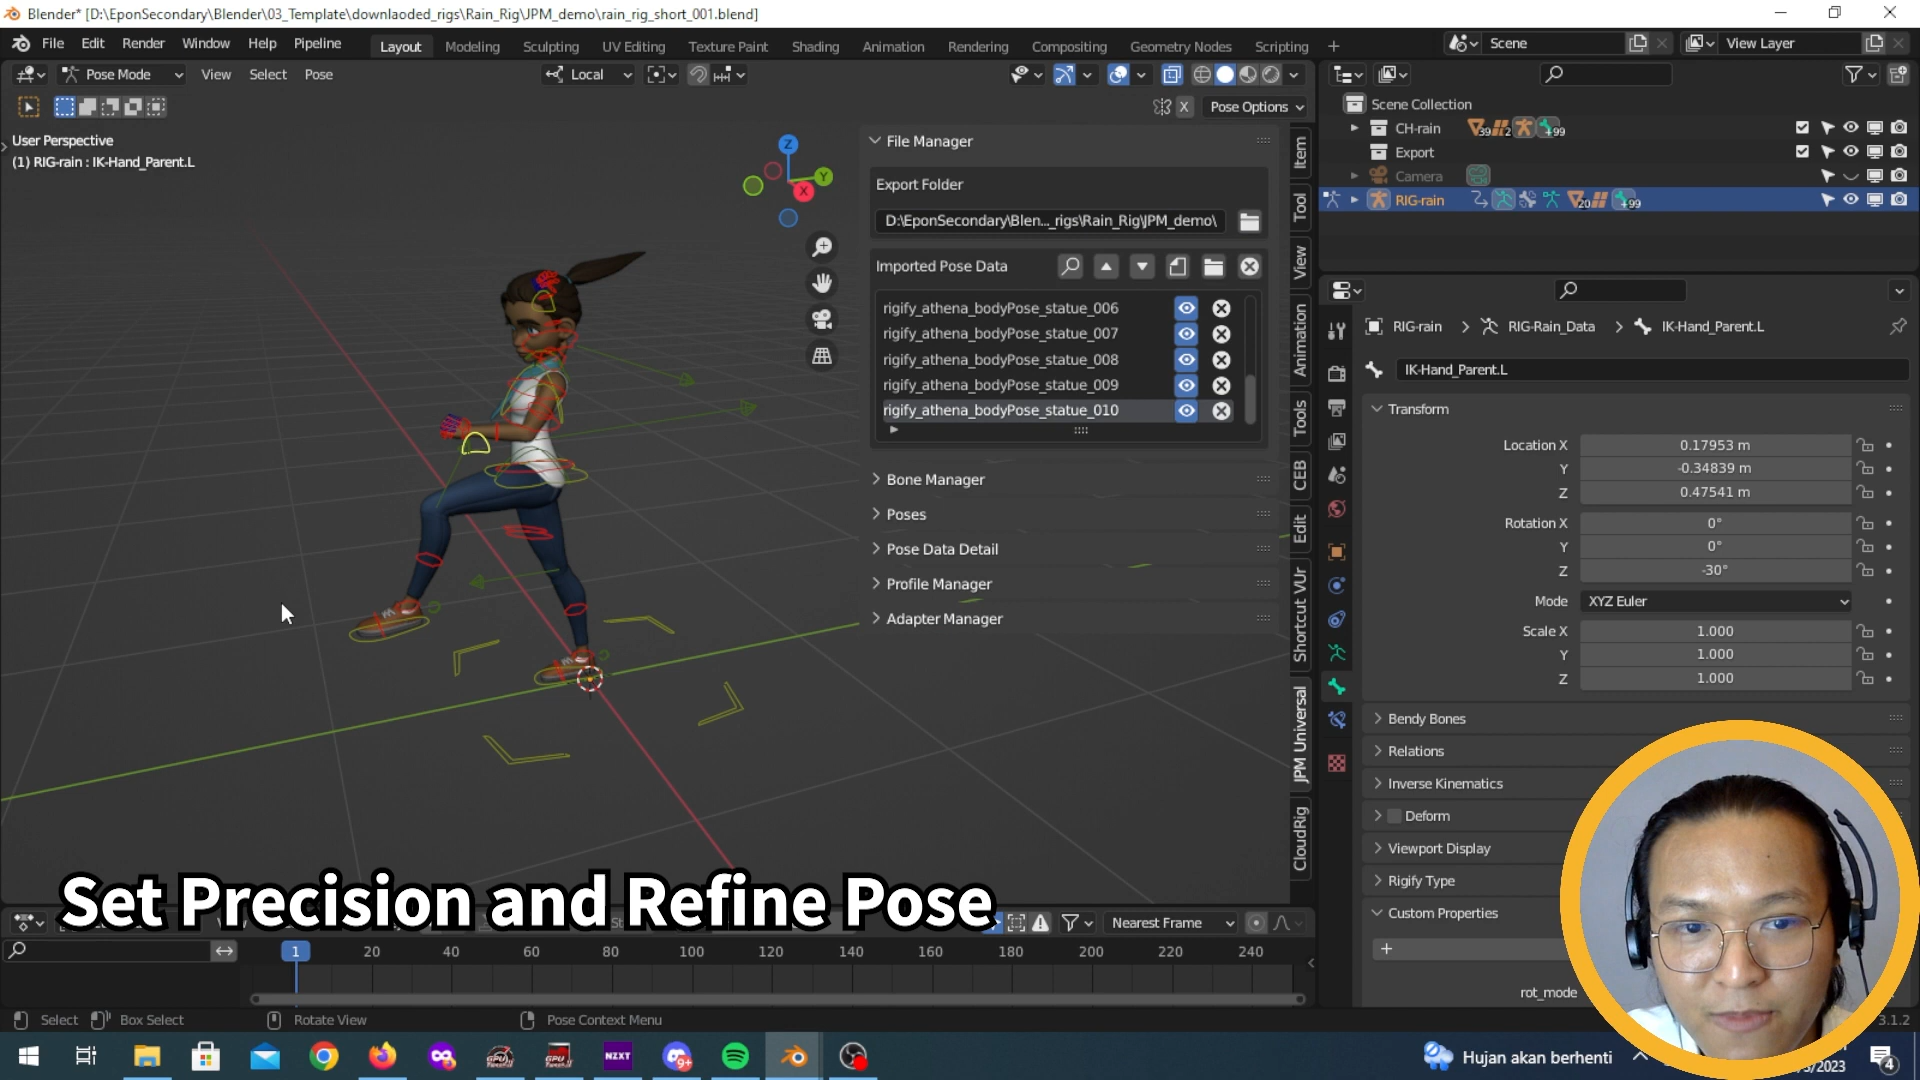 Blender* [D:\EponSecondary\Blender\03_Template\downlaoded_rigs\Rain_Rig\JPM_demo\rain_rig_short_001.blend]
File Edit Render Window Help Pipeline
Layout Modeling Sculpting UV Editing Texture Paint Shading Animation Rendering Compositing Geometry Nodes Scripting +
Scene
View Layer
Pose Mode View Select Pose
Local
X Pose Options
User Perspective
(1) RIG-rain : IK-Hand_Parent.L
Z
Y
X
File Manager
Export Folder
D:\EponSecondary\Blen..._rigs\Rain_Rig\JPM_demo\
Imported Pose Data
rigify_athena_bodyPose_statue_006
rigify_athena_bodyPose_statue_007
rigify_athena_bodyPose_statue_008
rigify_athena_bodyPose_statue_009
rigify_athena_bodyPose_statue_010
Bone Manager
Poses
Pose Data Detail
Profile Manager
Adapter Manager
Item
Tool
View
Animation
Tools
CEB
Edit
Shortcut VUr
JPM Universal
CloudRig
Scene Collection
CH-rain 39 2 +99
Export
Camera
RIG-rain 20 +99
RIG-rain RIG-Rain_Data IK-Hand_Parent.L
IK-Hand_Parent.L
Transform
Location X 0.17953 m
Y -0.34839 m
Z 0.47541 m
Rotation X 0°
Y 0°
Z -30°
Mode XYZ Euler
Scale X 1.000
Y 1.000
Z 1.000
Bendy Bones
Relations
Inverse Kinematics
Deform
Viewport Display
Rigify Type
Custom Properties
+
rot_mode
Set Precision and Refine Pose
Nearest Frame
1 20 40 60 80 100 120 140 160 180 200 220 240
Select Box Select Rotate View Pose Context Menu
3.1.2
NZXT
9+
Hujan akan berhenti
/2023
4